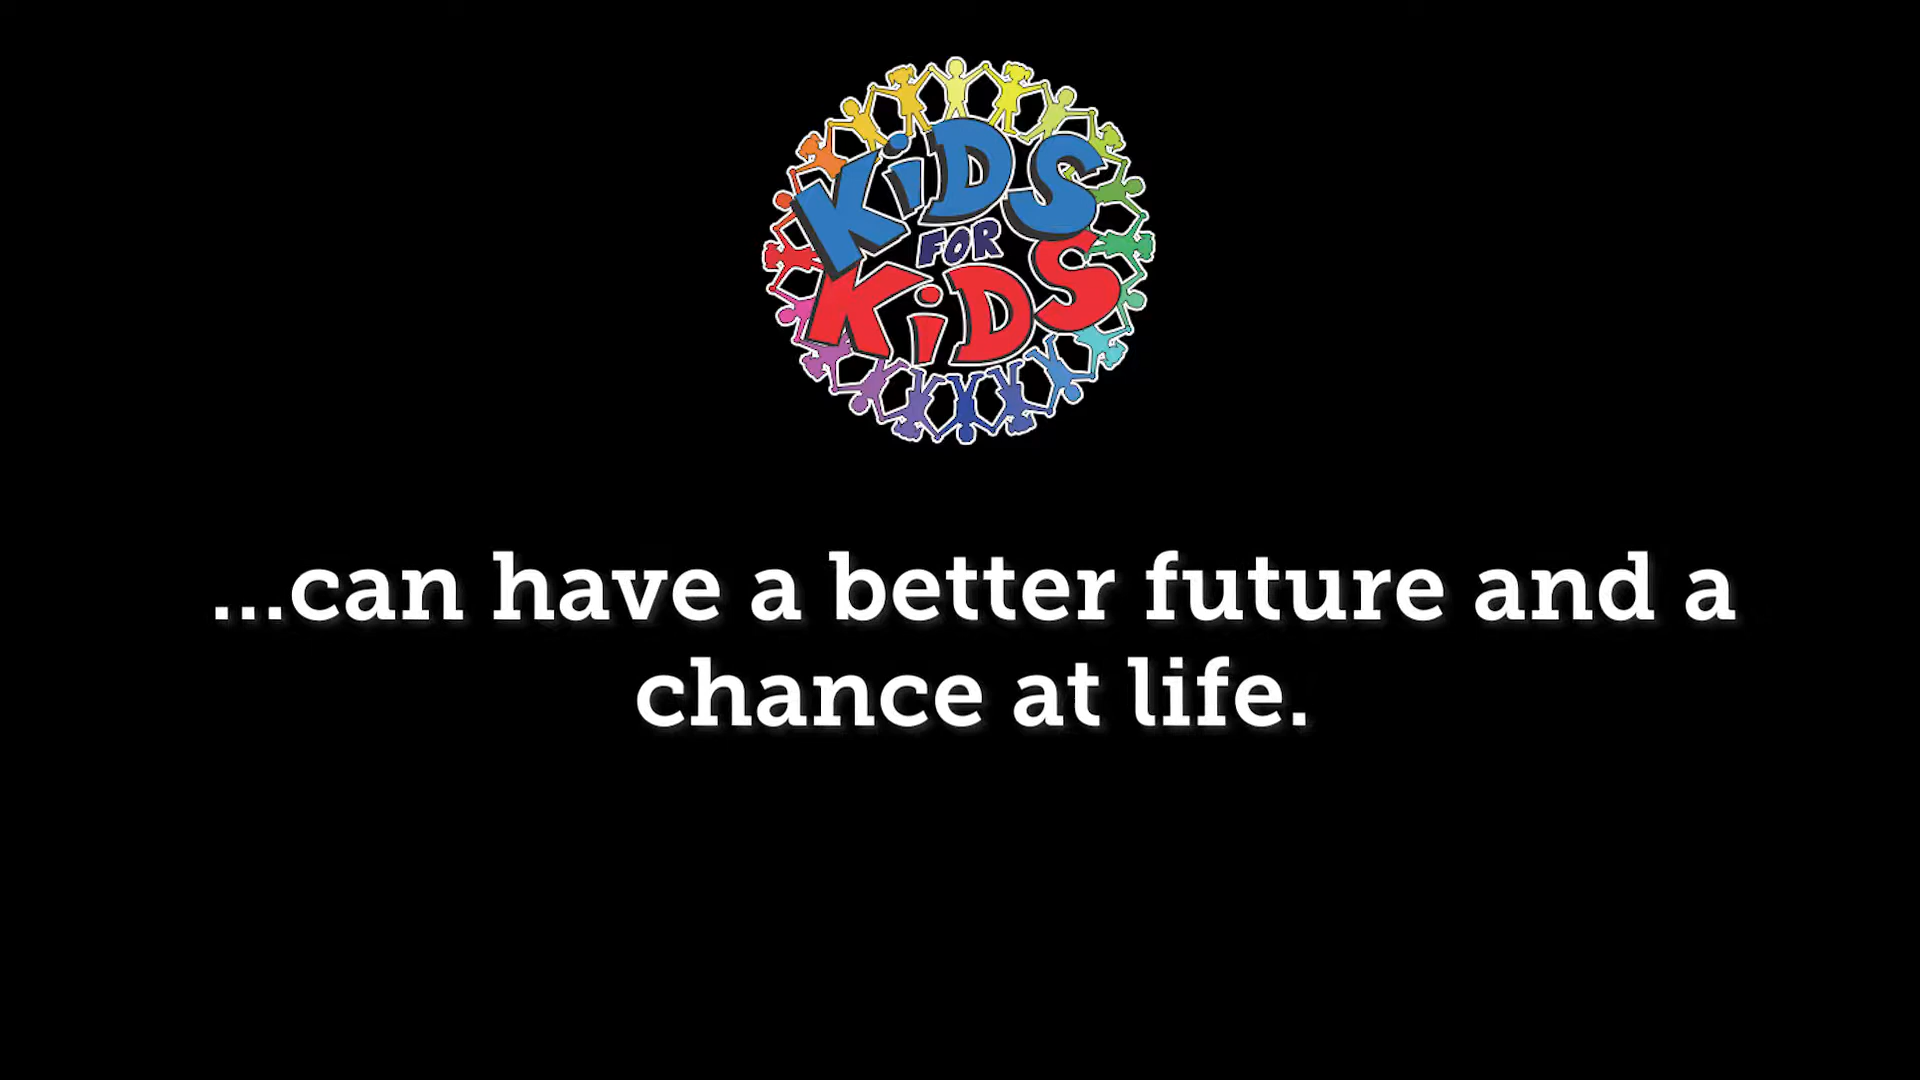 KiDS
FOR
KiDS
...can have a better future and a
chance at life.